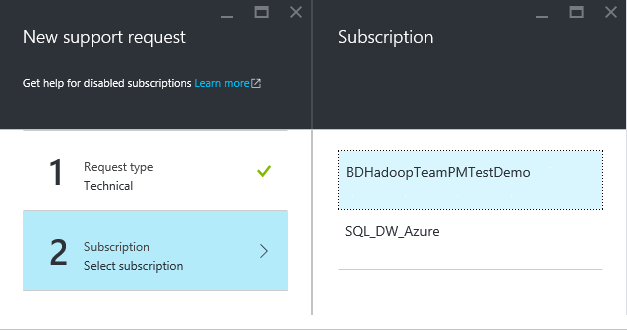 New support request
Get help for disabled subscriptions Learn more
1
Request type
Technical
2
Subscription
Select subscription
Subscription
BDHadoopTeamPMTestDemo
SQL_DW_Azure